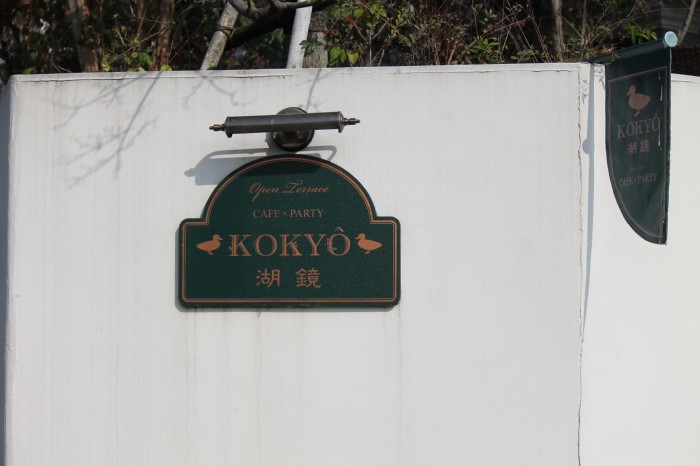 Open Terrace
CAFE × PARTY
KOKYÔ
湖鏡
KOKYÔ
湖鏡
CAFE × PARTY